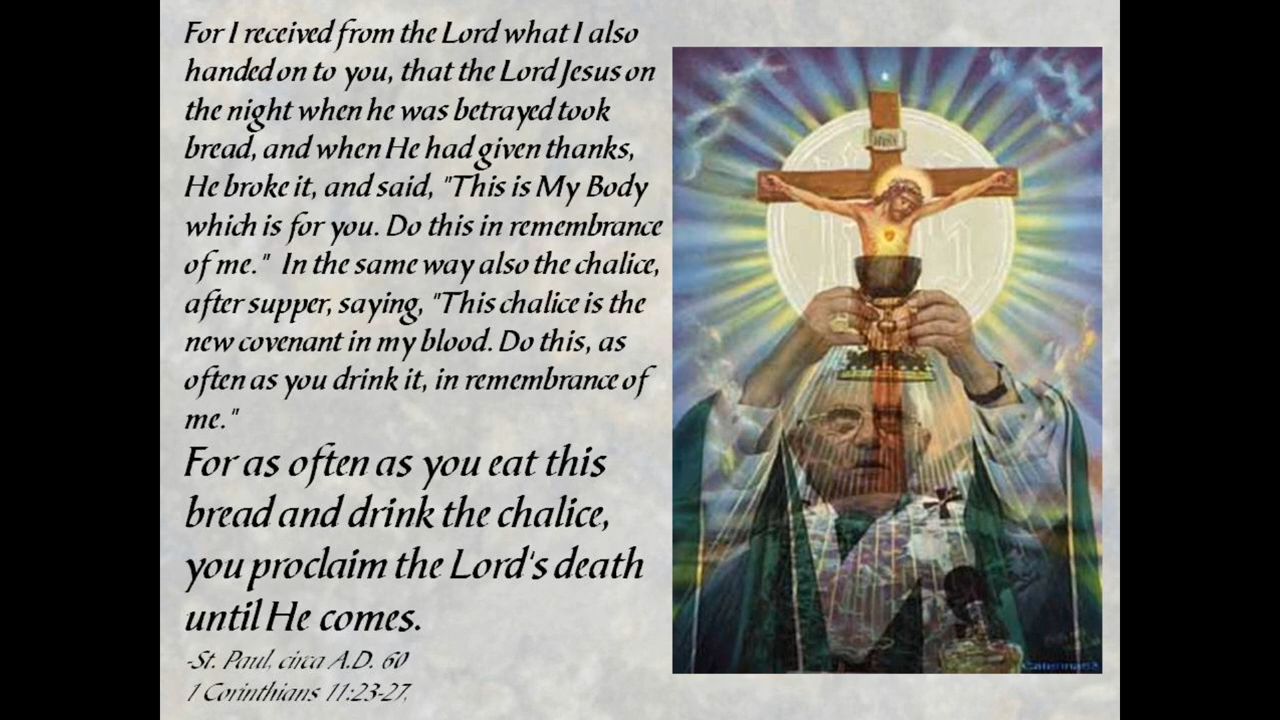 For I received from the Lord what I also
handed on to you, that the Lord Jesus on
the night when he was betrayed took
bread, and when He had given thanks,
He broke it, and said, "This is My Body
which is for you. Do this in remembrance
of me." In the same way also the chalice,
after supper, saying, "This chalice is the
new covenant in my blood. Do this, as
often as you drink it, in remembrance of
me."
For as often as you eat this
bread and drink the chalice,
you proclaim the Lord's death
until He comes.
-St. Paul, circa A.D. 60
1 Corinthians 11:23-27,